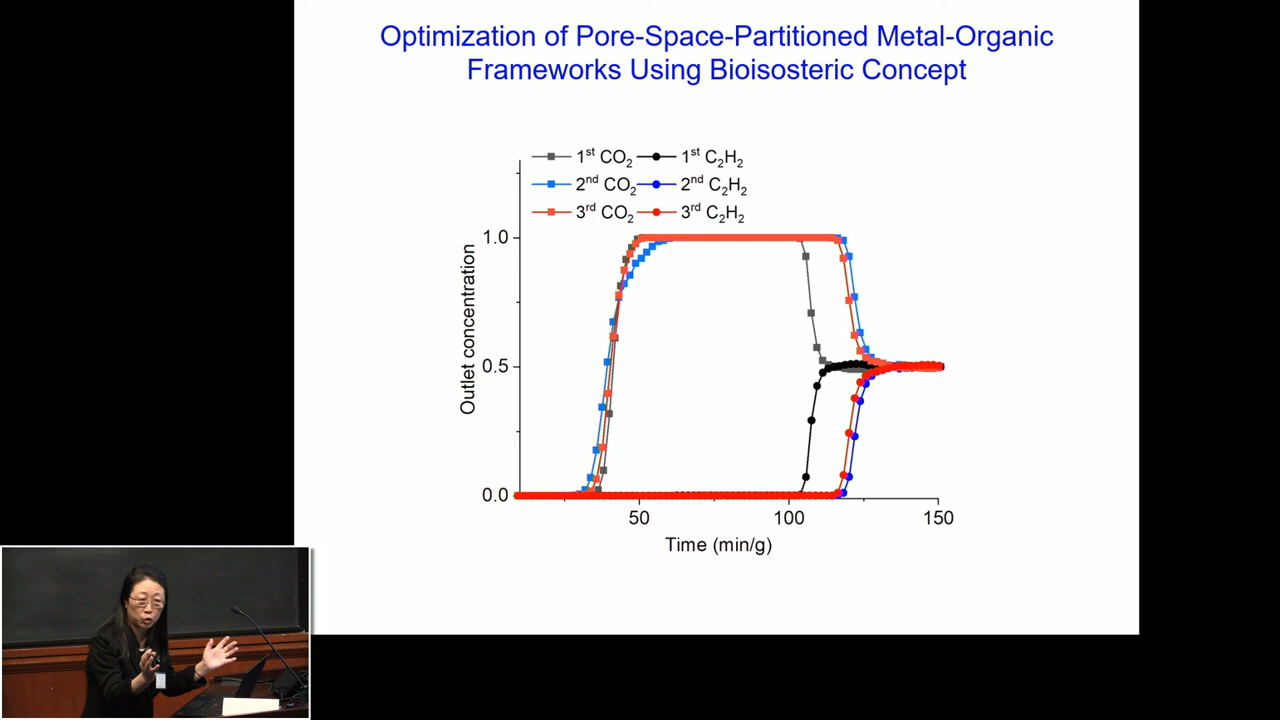 Optimization of Pore-Space-Partitioned Metal-Organic
Frameworks Using Bioisosteric Concept
1st CO2 1st C2H2
2nd CO2 2nd C2H2
3rd CO2 3rd C2H2
Outlet concentration
1.0
0.5
0.0
50 100 150
Time (min/g)